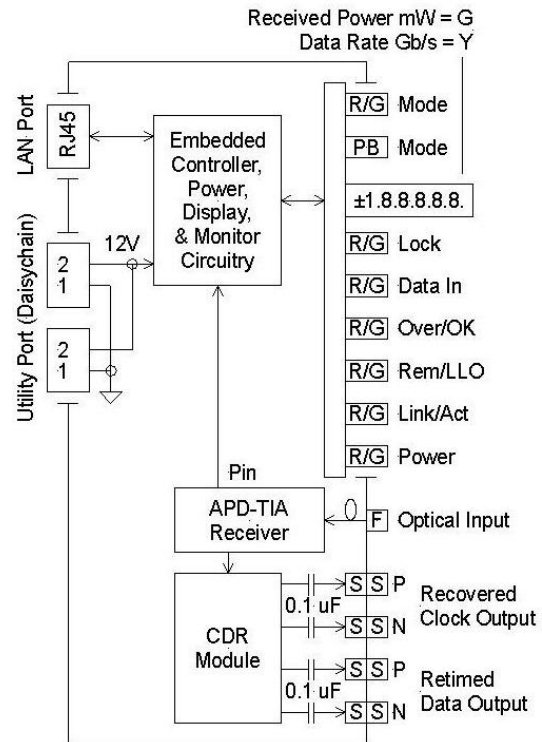 Received Power mW = G
Data Rate Gb/s = Y
LAN Port
RJ45
Embedded
Controller,
Power,
Display,
& Monitor
Circuitry
R/G Mode
PB Mode
±1.8.8.8.8.8.
R/G Lock
R/G Data In
R/G Over/OK
R/G Rem/LLO
R/G Link/Act
R/G Power
Utility Port (Daisychain)
12V
2
1
2
1
Pin
APD-TIA
Receiver
F Optical Input
CDR
Module
0.1 uF
S S P
S S N
Recovered
Clock Output
0.1 uF
S S P
S S N
Retimed
Data Output